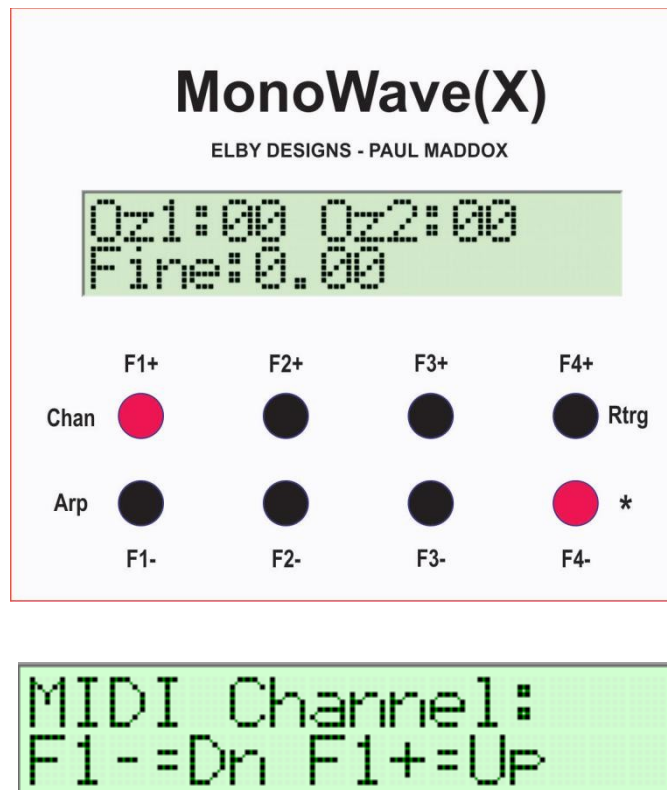 MonoWave(X)
ELBY DESIGNS - PAUL MADDOX
Oz1:00 Oz2:00
Fine:0.00
F1+ F2+ F3+ F4+
Chan Rtrg
Arp *
F1- F2- F3- F4-
MIDI Channel:
F1-=Dn F1+=Up